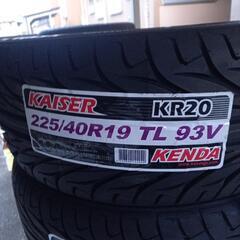 KAISER KR20
225/40R19 TL 93V
KENDA